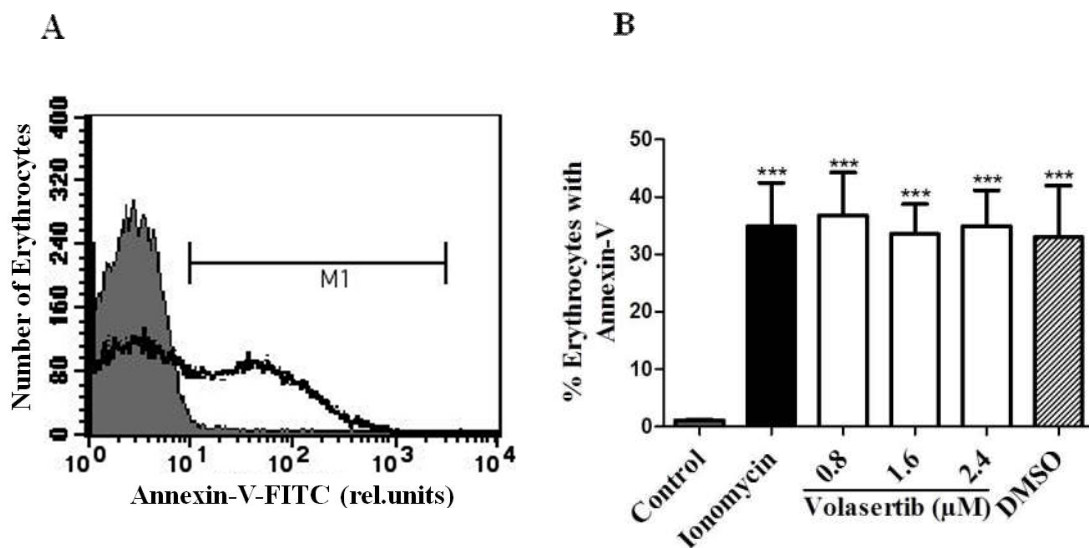 A
Number of Erythrocytes
400
320
240
160
80
0
M1
10^0 10^1 10^2 10^3 10^4
Annexin-V-FITC (rel.units)
B
% Erythrocytes with
Annexin-V
50
40
30
20
10
0
*** *** *** *** ***
Control
Ionomycin
0.8
1.6
2.4
Volasertib (µM)
DMSO